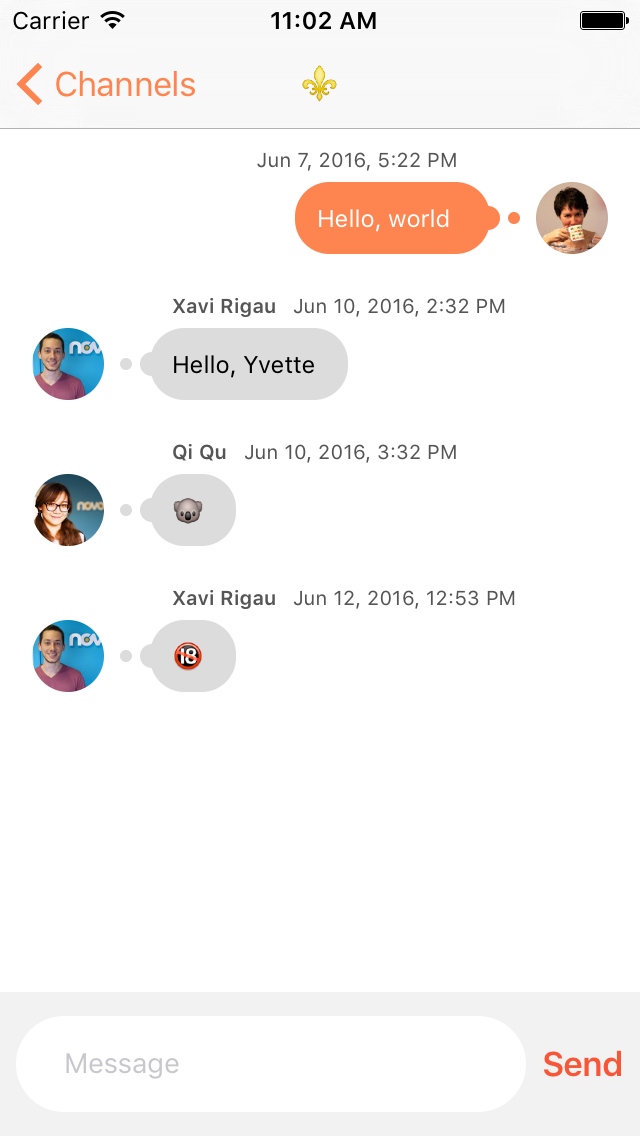 Carrier 11:02 AM
Channels ⚜️
Jun 7, 2016, 5:22 PM
Hello, world
Xavi Rigau Jun 10, 2016, 2:32 PM
Hello, Yvette
Qi Qu Jun 10, 2016, 3:32 PM
🐨
Xavi Rigau Jun 12, 2016, 12:53 PM
🔞
Message Send